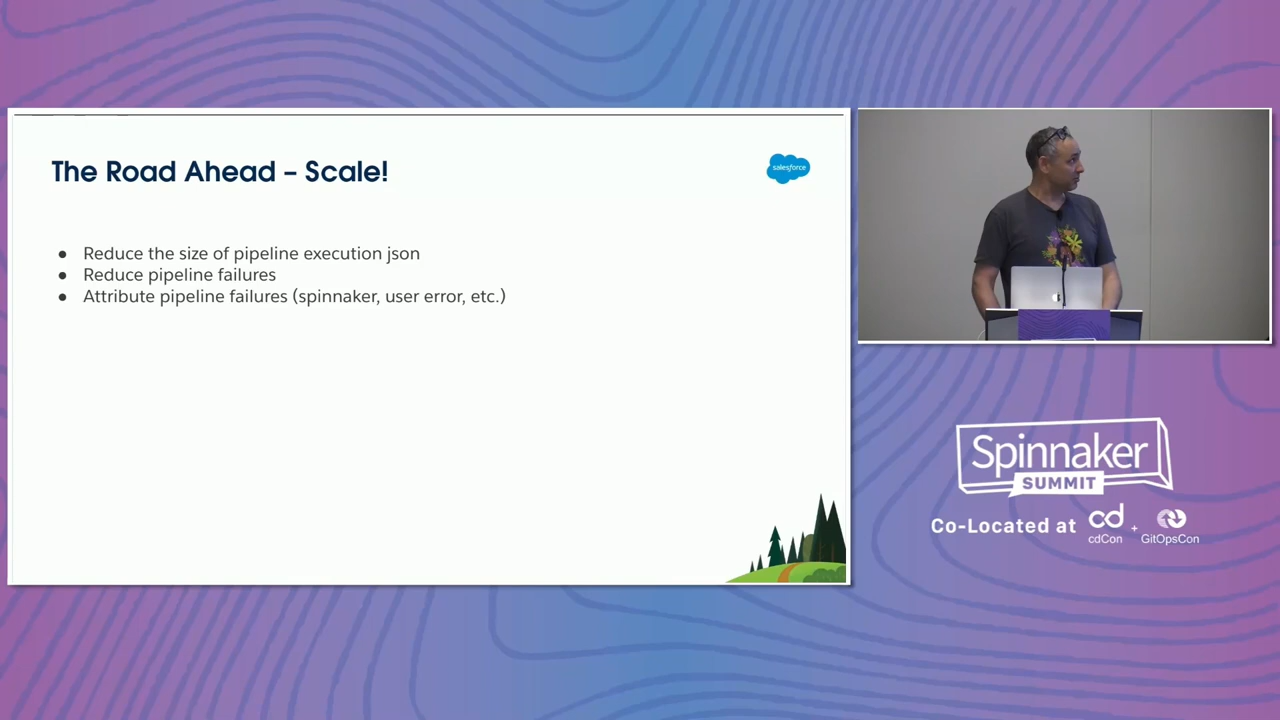 The Road Ahead – Scale!
salesforce
● Reduce the size of pipeline execution json
● Reduce pipeline failures
● Attribute pipeline failures (spinnaker, user error, etc.)
Spinnaker
SUMMIT
Co-Located at cd + 
cdCon GitOpsCon